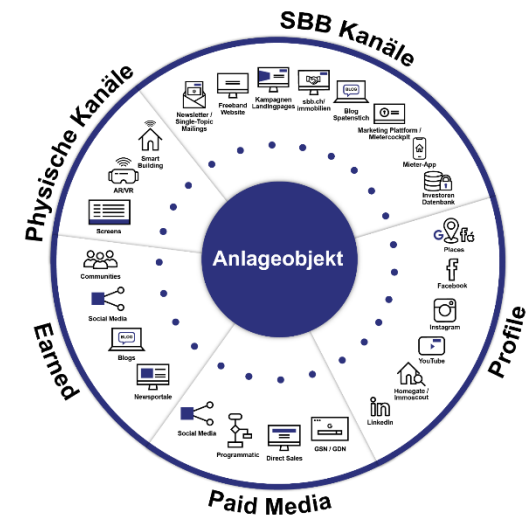 SBB Kanäle
Newsletter /
Single-Topic
Mailings
Freeband
Website
Kampagnen
Landingpages
sbb.ch/
immobilien
BLOG
Blog
Spatenstich
Marketing Plattform /
Mietercockpit
Mieter-App
Investoren
Datenbank
Profile
G
Places
Facebook
Instagram
YouTube
Homegate /
Immoscout
in
LinkedIn
Paid Media
GSN / GDN
Direct Sales
Programmatic
Social Media
Earned
Newsportale
BLOG
Blogs
Social Media
Communities
Physische Kanäle
Screens
AR/VR
Smart
Building
Anlageobjekt